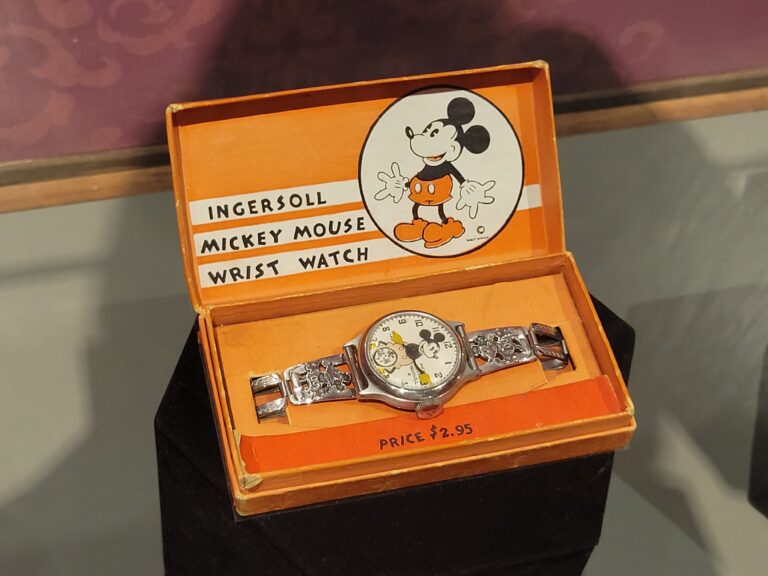 INGERSOLL
MICKEY MOUSE
WRIST WATCH
©
PRICE $2.95